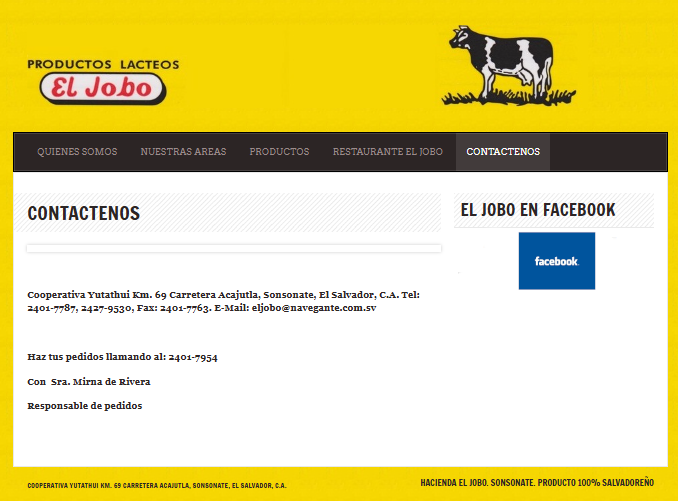 PRODUCTOS LACTEOS
El Jobo
QUIENES SOMOS NUESTRAS AREAS PRODUCTOS RESTAURANTE EL JOBO CONTACTENOS
CONTACTENOS
EL JOBO EN FACEBOOK
facebook.
Cooperativa Yutathui Km. 69 Carretera Acajutla, Sonsonate, El Salvador, C.A. Tel:
2401-7787, 2427-9530, Fax: 2401-7763. E-Mail: eljobo@navegante.com.sv
Haz tus pedidos llamando al: 2401-7954
Con Sra. Mirna de Rivera
Responsable de pedidos
COOPERATIVA YUTATHUI KM. 69 CARRETERA ACAJUTLA, SONSONATE, EL SALVADOR, C.A.
HACIENDA EL JOBO. SONSONATE. PRODUCTO 100% SALVADOREÑO